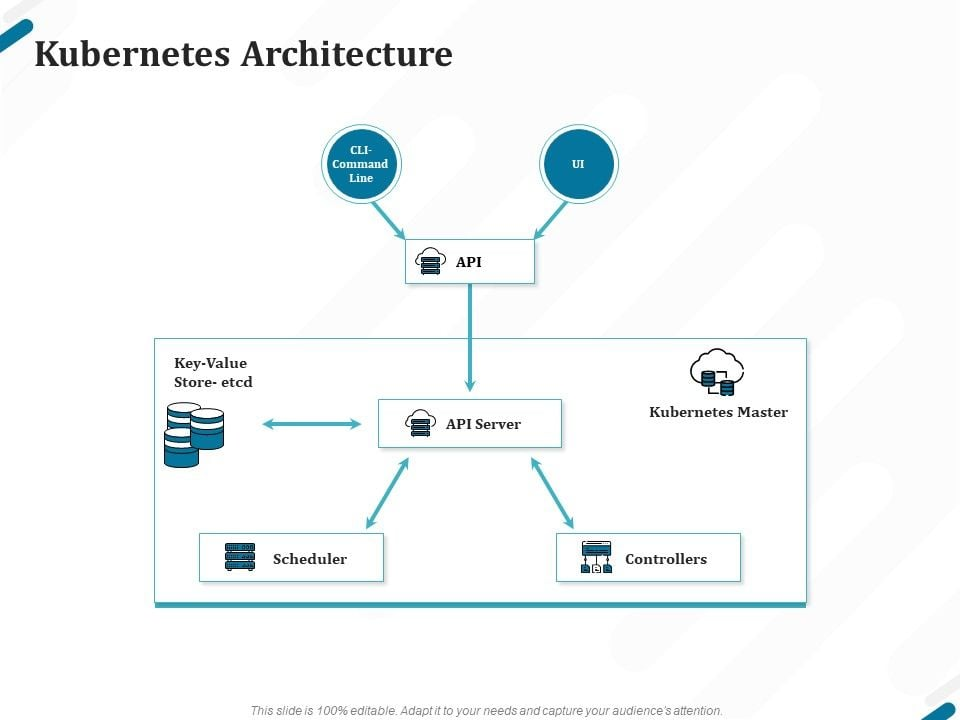 Kubernetes Architecture
CLI-
Command
Line
UI
API
Key-Value
Store- etcd
Kubernetes Master
API Server
Scheduler
Controllers
This slide is 100% editable. Adapt it to your needs and capture your audience's attention.